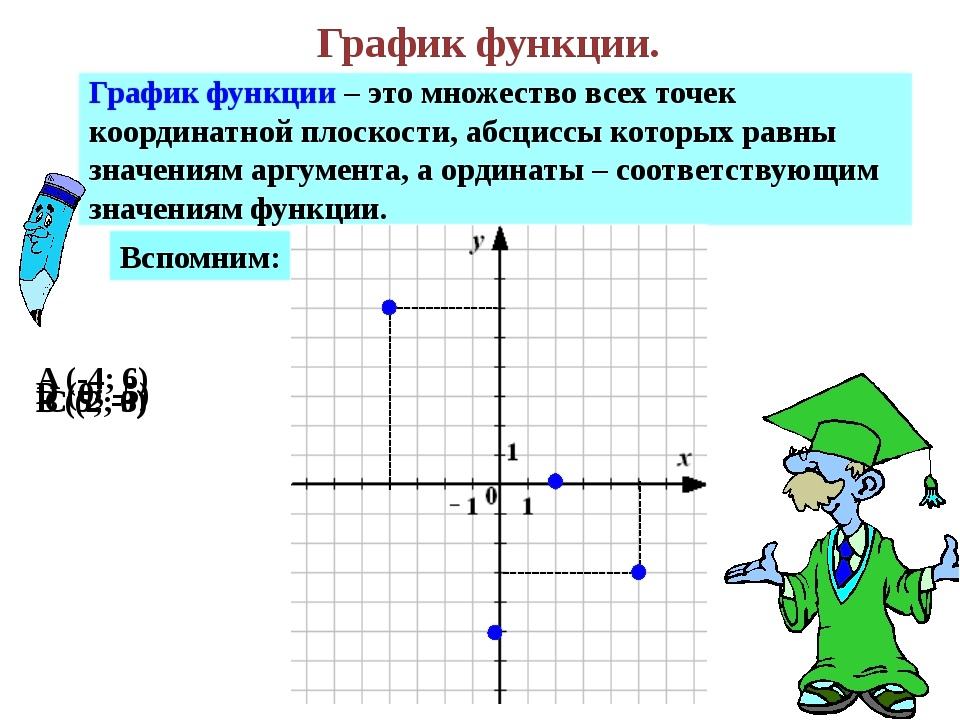 График функции.
График функции – это множество всех точек
координатной плоскости, абсциссы которых равны
значениям аргумента, а ординаты – соответствующим
значениям функции.
Вспомним:
y
A (-4; 6)
1
x
– 1 0 1